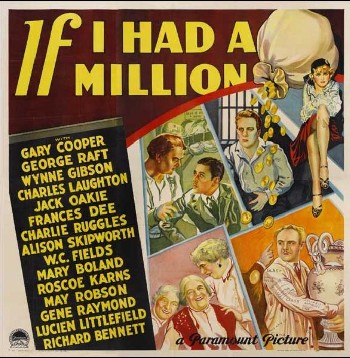 If I HAD A
MILLION
WITH
GARY COOPER
GEORGE RAFT
WYNNE GIBSON
CHARLES LAUGHTON
JACK OAKIE
FRANCES DEE
CHARLIE RUGGLES
ALISON SKIPWORTH
W.C. FIELDS
MARY BOLAND
ROSCOE KARNS
MAY ROBSON
GENE RAYMOND
LUCIEN LITTLEFIELD
RICHARD BENNETT
a Paramount Picture